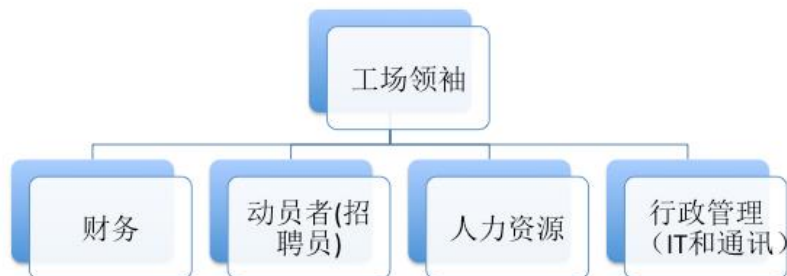 工场领袖
财务
动员者(招
聘员)
人力资源
行政管理
（IT和通讯）